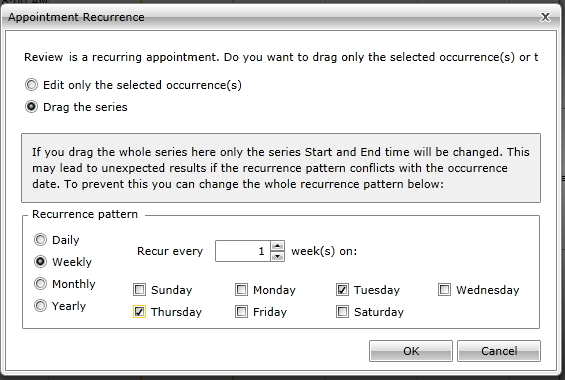 Appointment Recurrence X
Review is a recurring appointment. Do you want to drag only the selected occurrence(s) or t
Edit only the selected occurrence(s)
Drag the series
If you drag the whole series here only the series Start and End time will be changed. This
may lead to unexpected results if the recurrence pattern conflicts with the occurrence
date. To prevent this you can change the whole recurrence pattern below:
Recurrence pattern
Daily
Weekly
Monthly
Yearly
Recur every 1 week(s) on:
Sunday Monday Tuesday Wednesday
Thursday Friday Saturday
OK Cancel